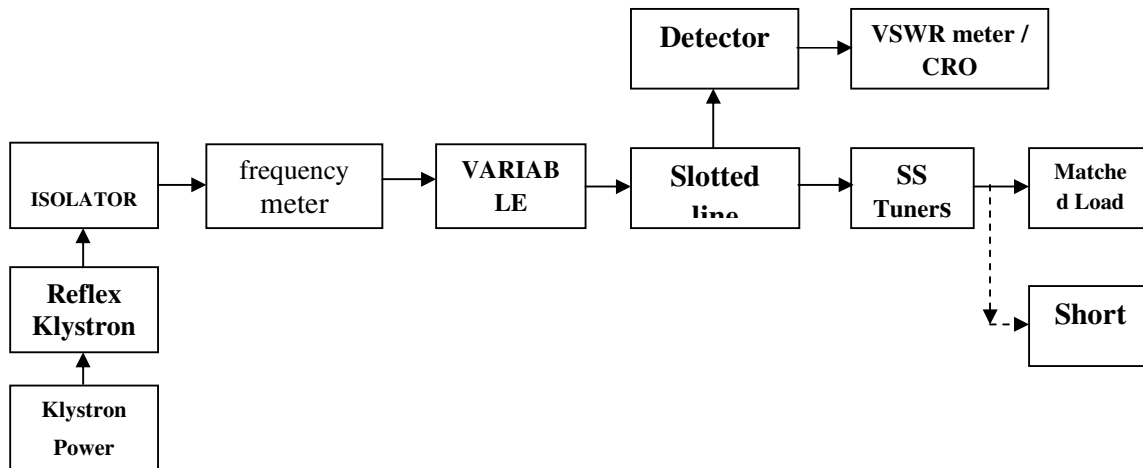 Detector
VSWR meter /
CRO
ISOLATOR
frequency
meter
VARIAB
LE
Slotted
line
SS
Tuners
Matche
d Load
Reflex
Klystron
Short
Klystron
Power